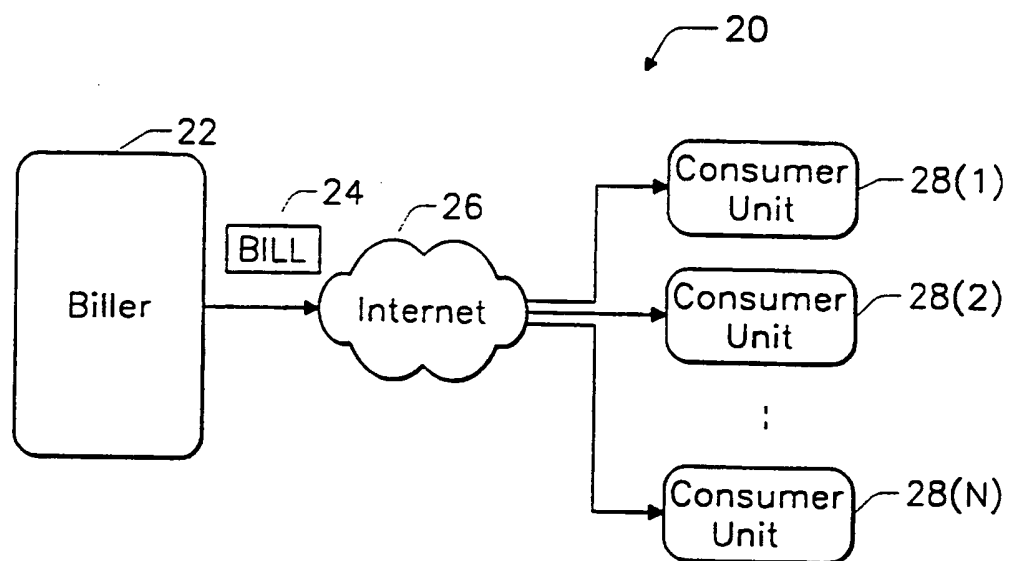 20
22
24
BILL
26
Biller
Internet
Consumer
Unit
28(1)
Consumer
Unit
28(2)
Consumer
Unit
28(N)